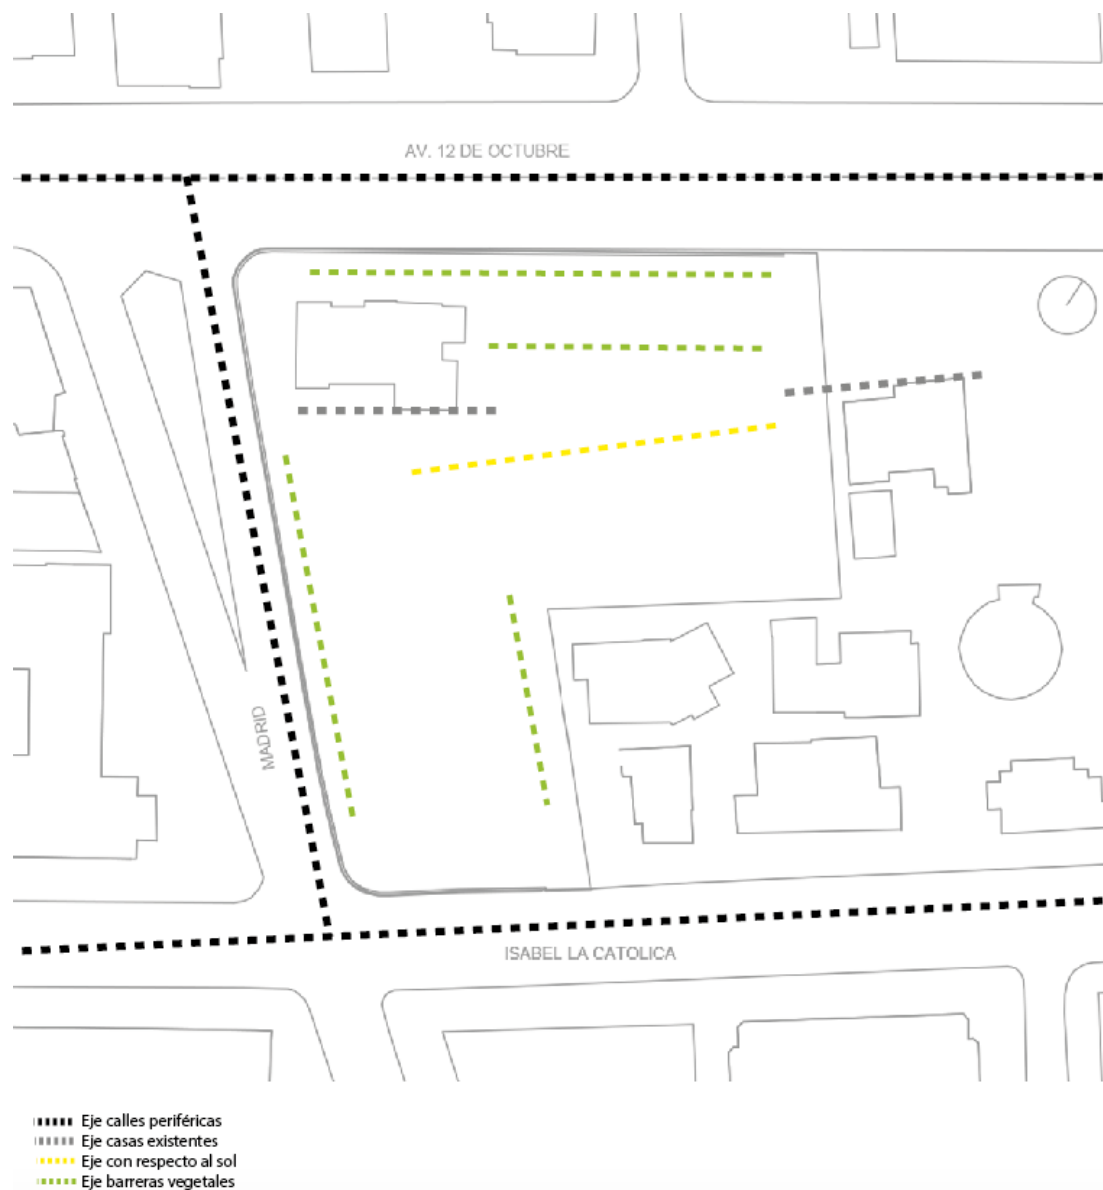 AV. 12 DE OCTUBRE
MADRID
ISABEL LA CATOLICA
Eje calles periféricas
Eje casas existentes
Eje con respecto al sol
Eje barreras vegetales